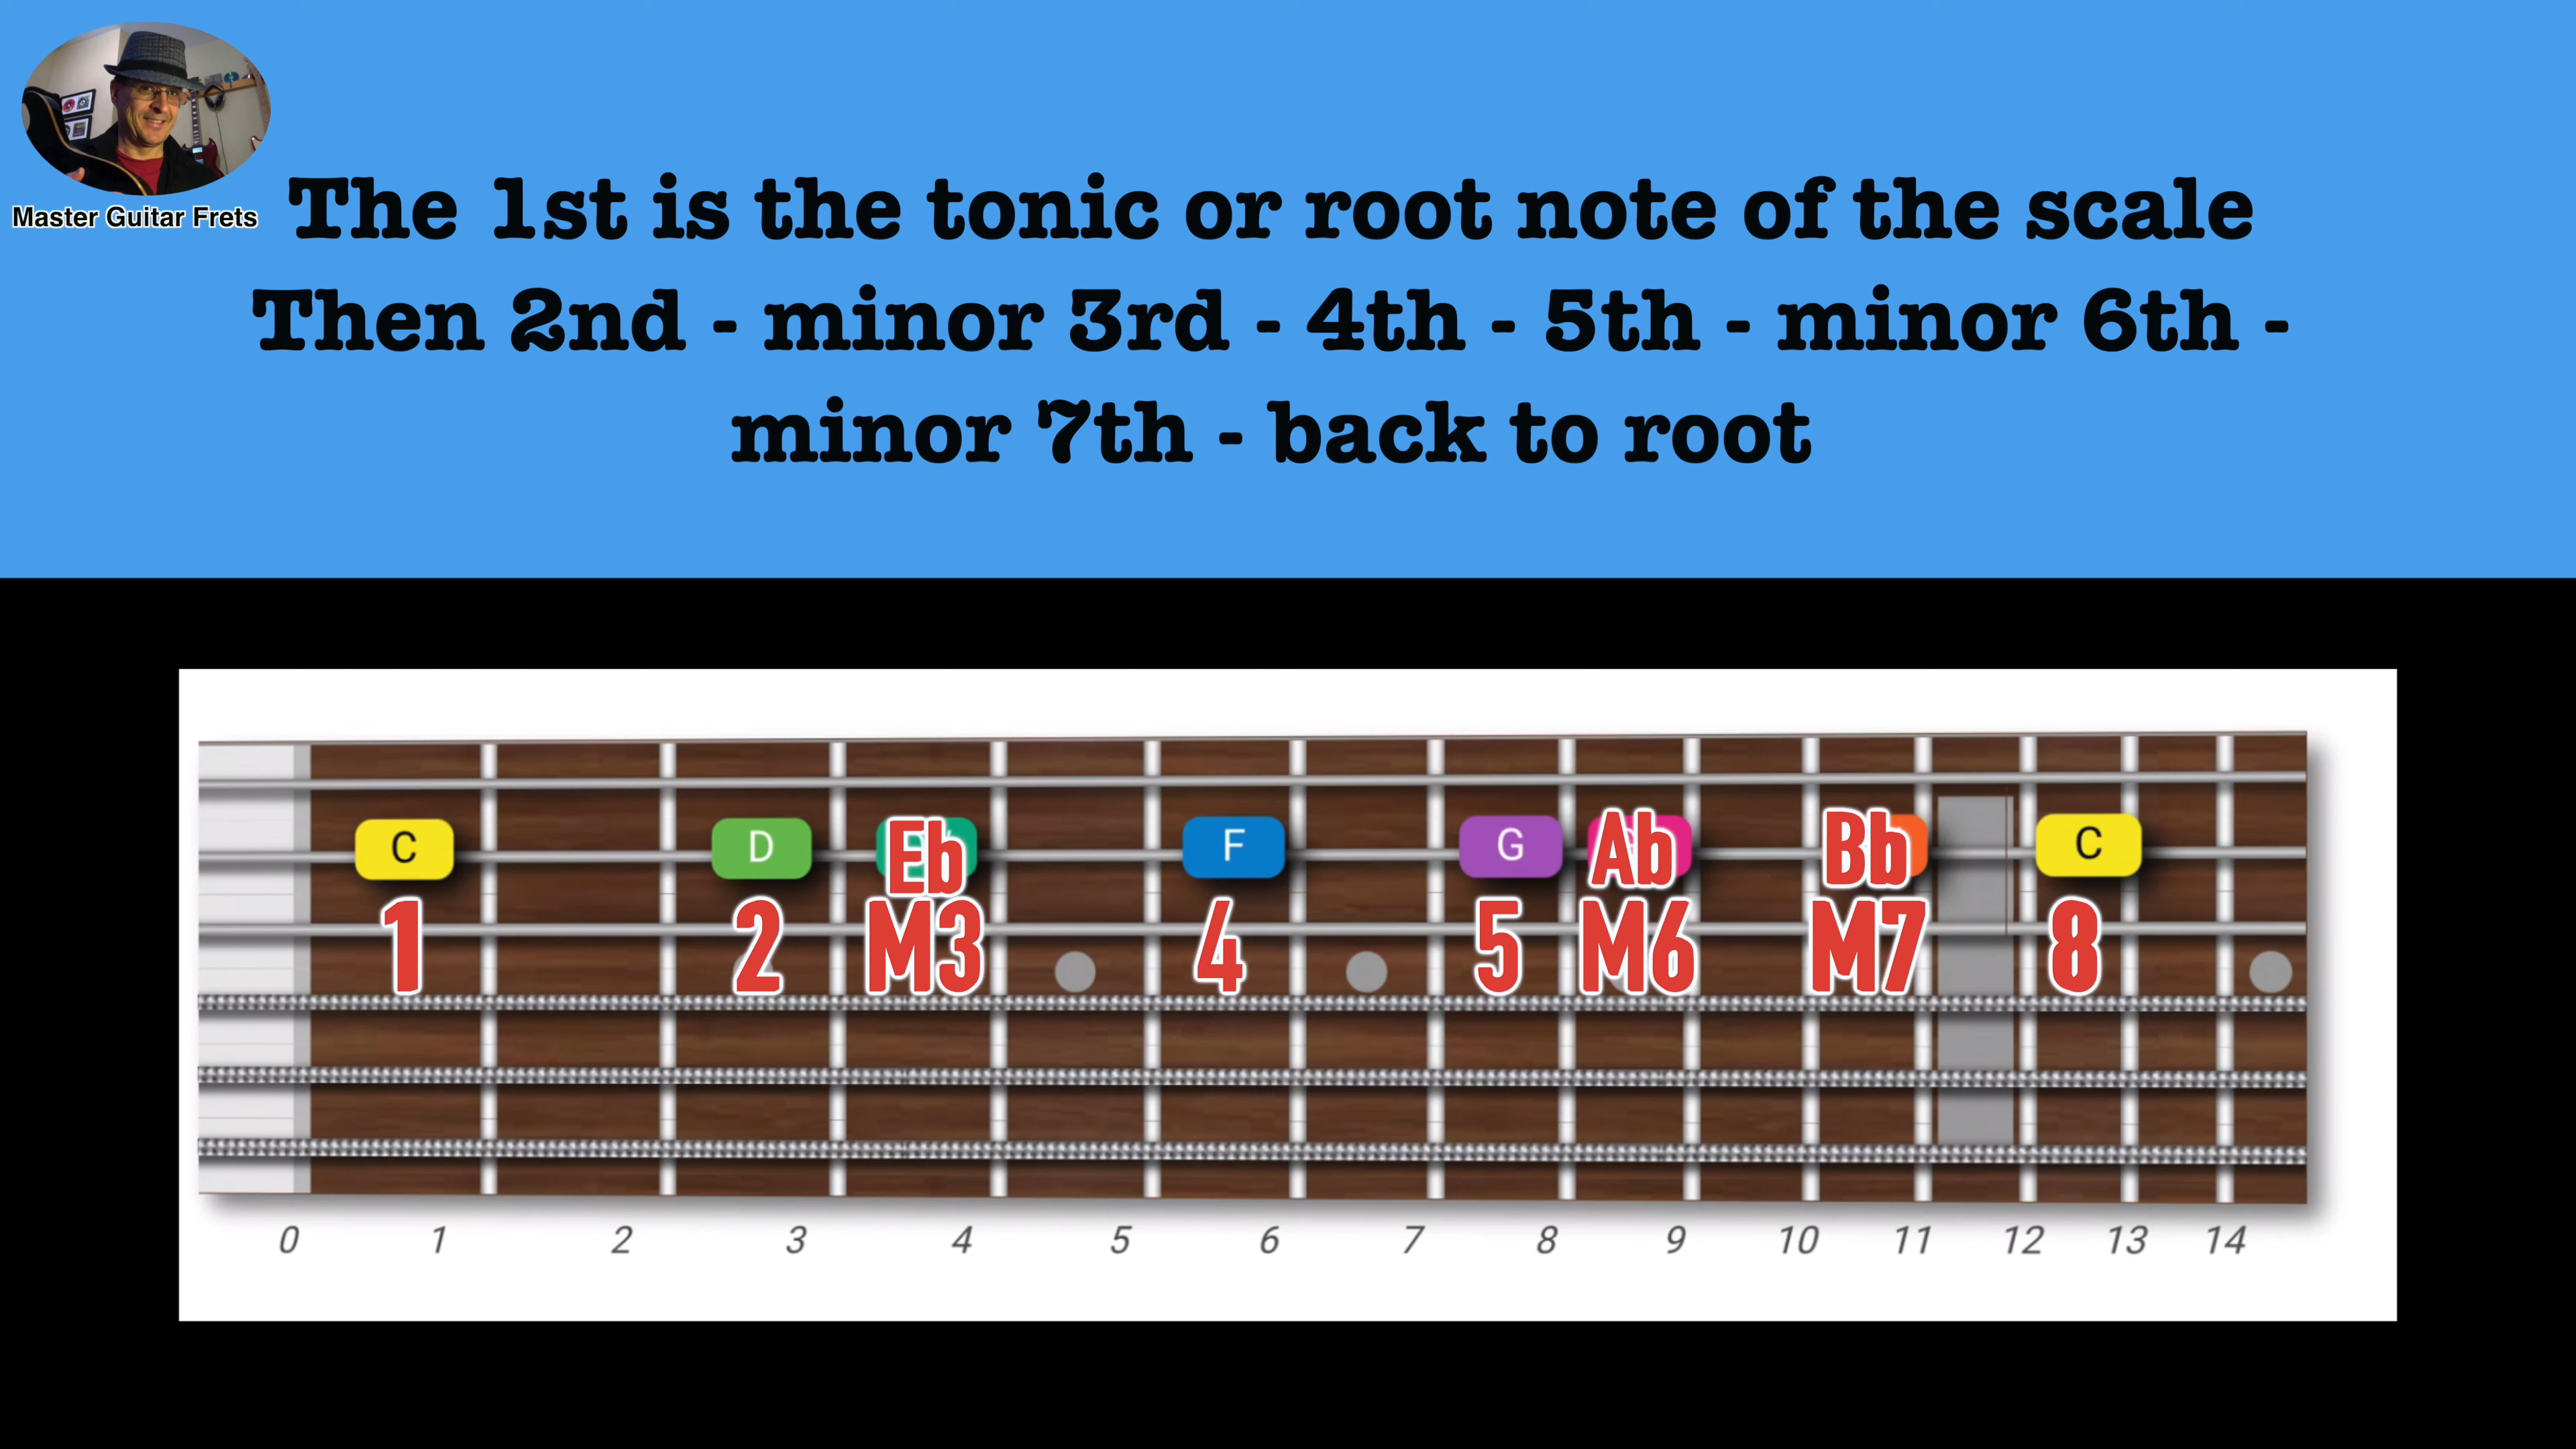 Master Guitar Frets
The 1st is the tonic or root note of the scale
Then 2nd - minor 3rd - 4th - 5th - minor 6th -
minor 7th - back to root
C D Eb F G Ab Bb C
1 2 M3 4 5 M6 M7 8
0 1 2 3 4 5 6 7 8 9 10 11 12 13 14